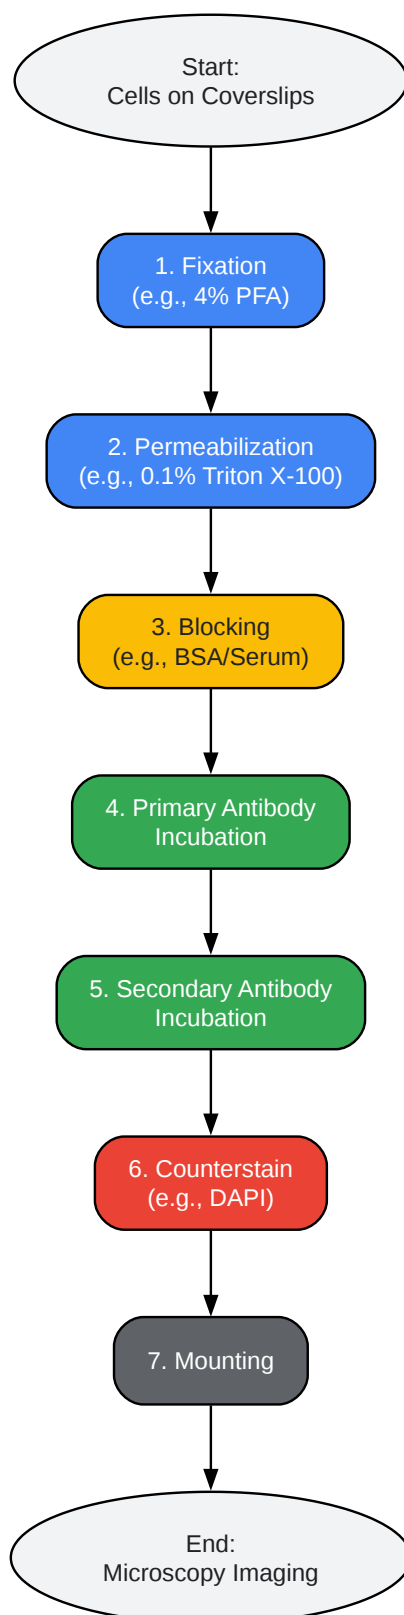 Start:
Cells on Coverslips
1. Fixation
(e.g., 4% PFA)
2. Permeabilization
(e.g., 0.1% Triton X-100)
3. Blocking
(e.g., BSA/Serum)
4. Primary Antibody
Incubation
5. Secondary Antibody
Incubation
6. Counterstain
(e.g., DAPI)
7. Mounting
End:
Microscopy Imaging